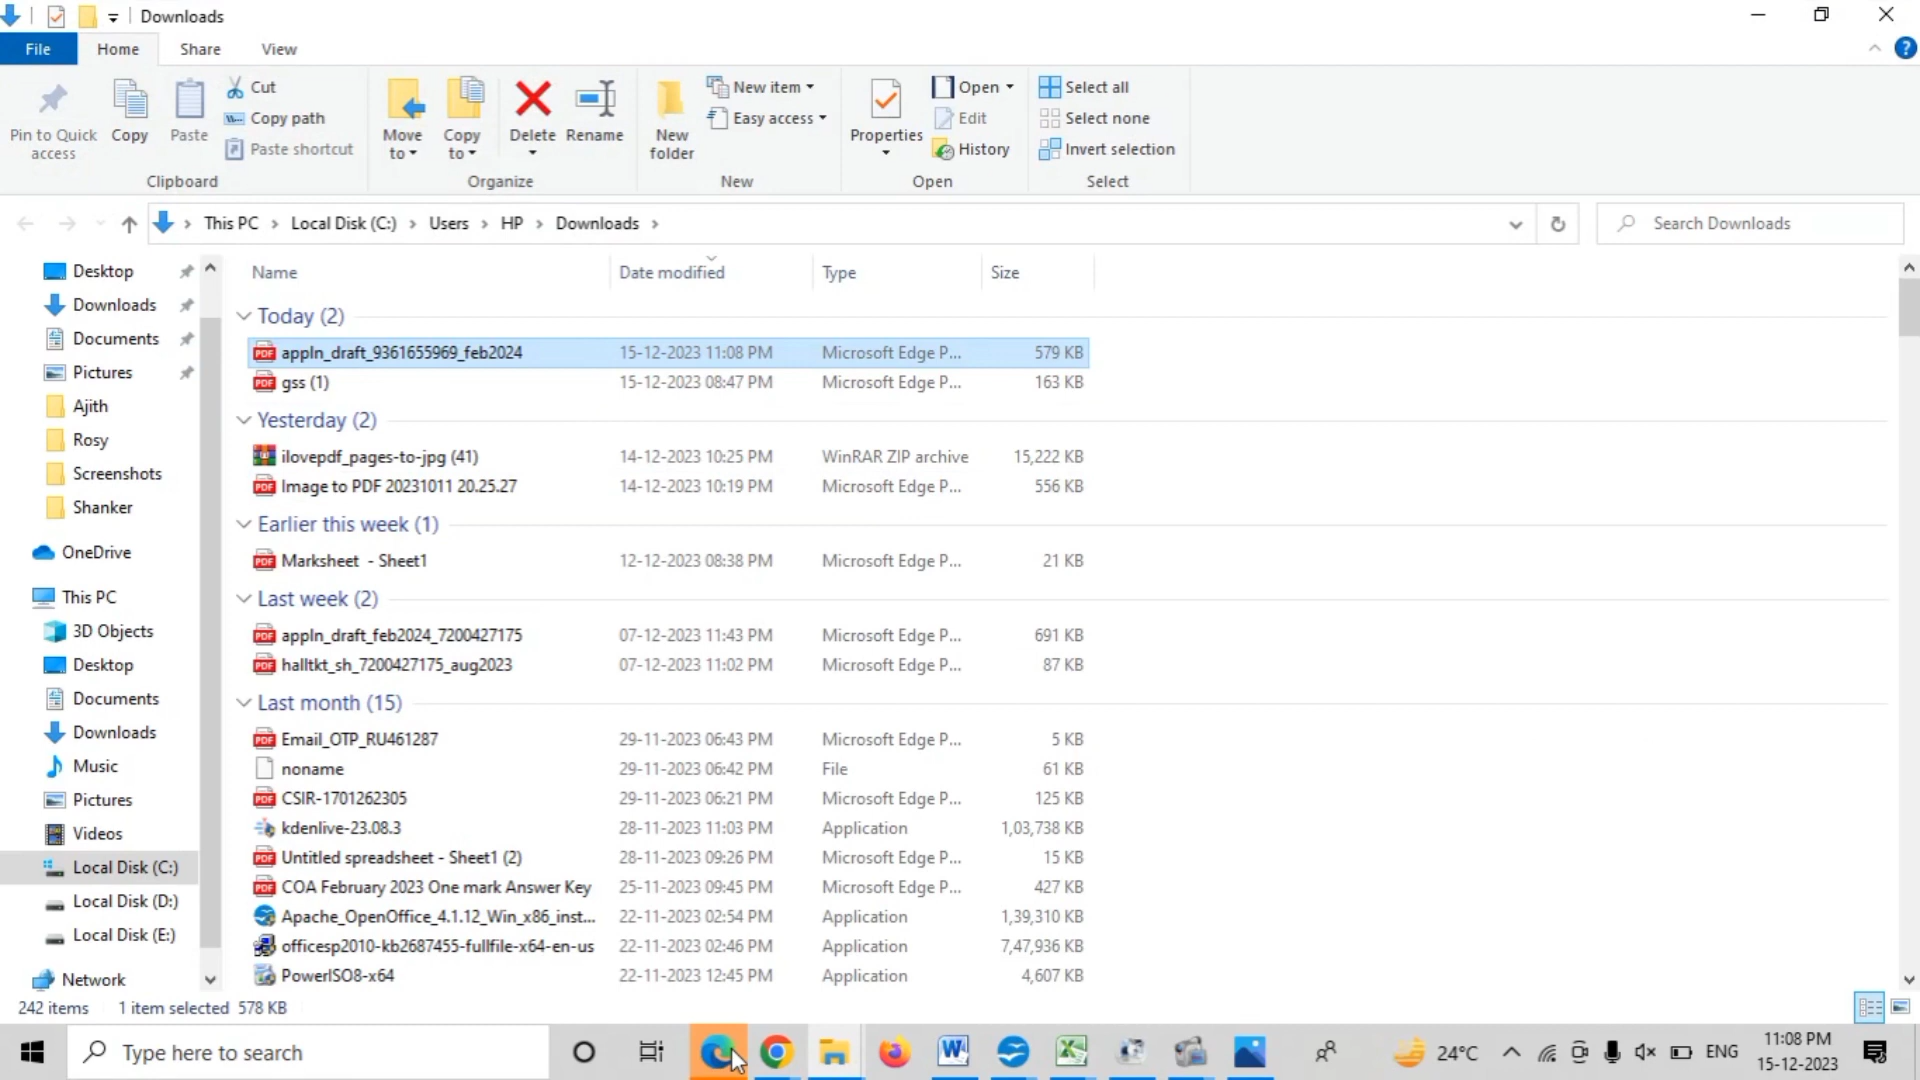 Downloads
File Home Share View
Pin to Quick access
Copy
Paste
Cut
Copy path
Paste shortcut
Clipboard
Move to
Copy to
Delete
Rename
Organize
New folder
New item
Easy access
New
Properties
Open
Edit
History
Open
Select all
Select none
Invert selection
Select
This PC > Local Disk (C:) > Users > HP > Downloads >
Search Downloads
Desktop
Downloads
Documents
Pictures
Ajith
Rosy
Screenshots
Shanker
OneDrive
This PC
3D Objects
Desktop
Documents
Downloads
Music
Pictures
Videos
Local Disk (C:)
Local Disk (D:)
Local Disk (E:)
Network
Name Date modified Type Size
Today (2)
appln_draft_9361655969_feb2024 15-12-2023 11:08 PM Microsoft Edge P... 579 KB
gss (1) 15-12-2023 08:47 PM Microsoft Edge P... 163 KB
Yesterday (2)
ilovepdf_pages-to-jpg (41) 14-12-2023 10:25 PM WinRAR ZIP archive 15,222 KB
Image to PDF 20231011 20.25.27 14-12-2023 10:19 PM Microsoft Edge P... 556 KB
Earlier this week (1)
Marksheet - Sheet1 12-12-2023 08:38 PM Microsoft Edge P... 21 KB
Last week (2)
appln_draft_feb2024_7200427175 07-12-2023 11:43 PM Microsoft Edge P... 691 KB
halltkt_sh_7200427175_aug2023 07-12-2023 11:02 PM Microsoft Edge P... 87 KB
Last month (15)
Email_OTP_RU461287 29-11-2023 06:43 PM Microsoft Edge P... 5 KB
noname 29-11-2023 06:42 PM File 61 KB
CSIR-1701262305 29-11-2023 06:21 PM Microsoft Edge P... 125 KB
kdenlive-23.08.3 28-11-2023 11:03 PM Application 1,03,738 KB
Untitled spreadsheet - Sheet1 (2) 28-11-2023 09:26 PM Microsoft Edge P... 15 KB
COA February 2023 One mark Answer Key 25-11-2023 09:45 PM Microsoft Edge P... 427 KB
Apache_OpenOffice_4.1.12_Win_x86_inst... 22-11-2023 02:54 PM Application 1,39,310 KB
officesp2010-kb2687455-fullfile-x64-en-us 22-11-2023 02:46 PM Application 7,47,936 KB
PowerISO8-x64 22-11-2023 12:45 PM Application 4,607 KB
242 items 1 item selected 578 KB
Type here to search
24°C
ENG
11:08 PM
15-12-2023